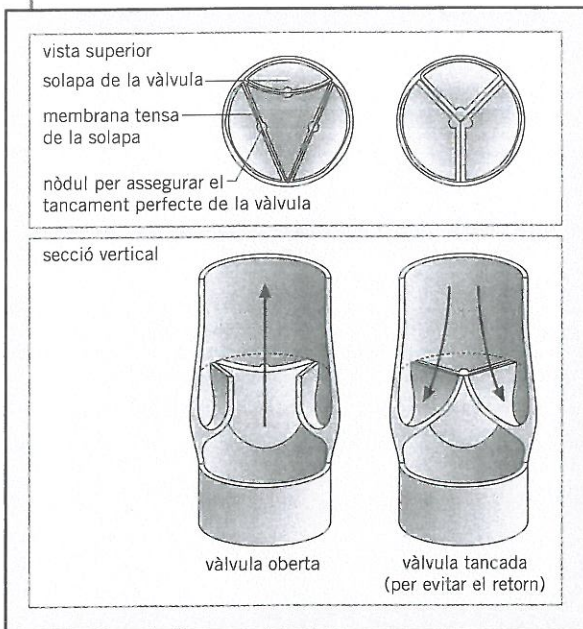 vista superior
solapa de la vàlvula
membrana tensa
de la solapa
nòdul per assegurar el
tancament perfecte de la vàlvula
secció vertical
vàlvula oberta
vàlvula tancada
(per evitar el retorn)